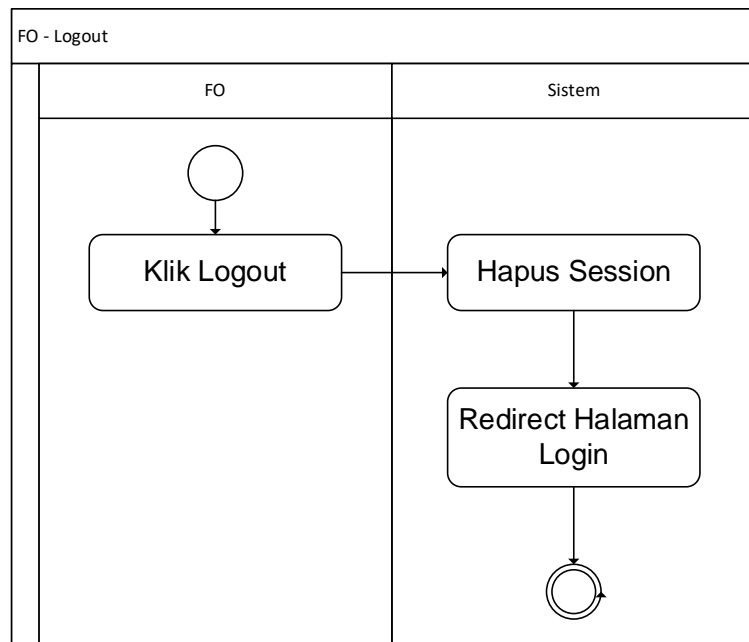 FO - Logout
FO
Sistem
Klik Logout
Hapus Session
Redirect Halaman
Login